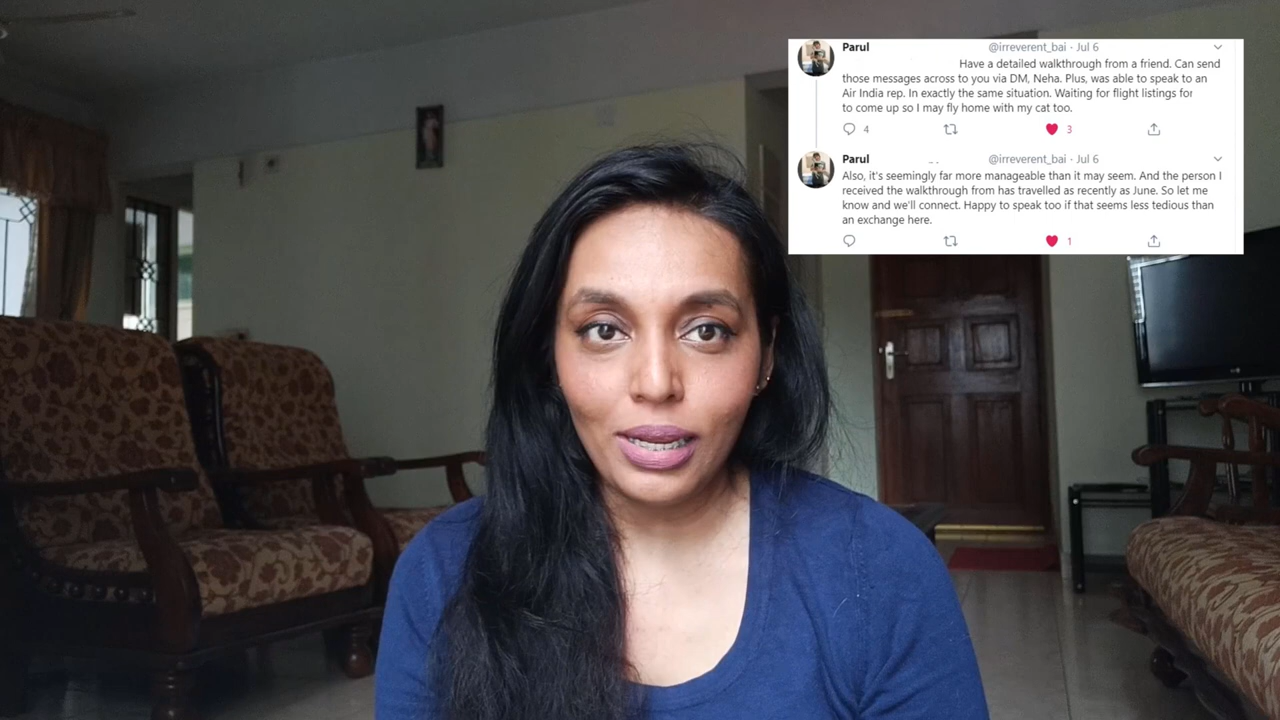 Parul @irreverent_bai · Jul 6
Have a detailed walkthrough from a friend. Can send
those messages across to you via DM, Neha. Plus, was able to speak to an
Air India rep. In exactly the same situation. Waiting for flight listings for
to come up so I may fly home with my cat too.
4 3
Parul @irreverent_bai · Jul 6
Also, it's seemingly far more manageable than it may seem. And the person I
received the walkthrough from has travelled as recently as June. So let me
know and we'll connect. Happy to speak too if that seems less tedious than
an exchange here.
1